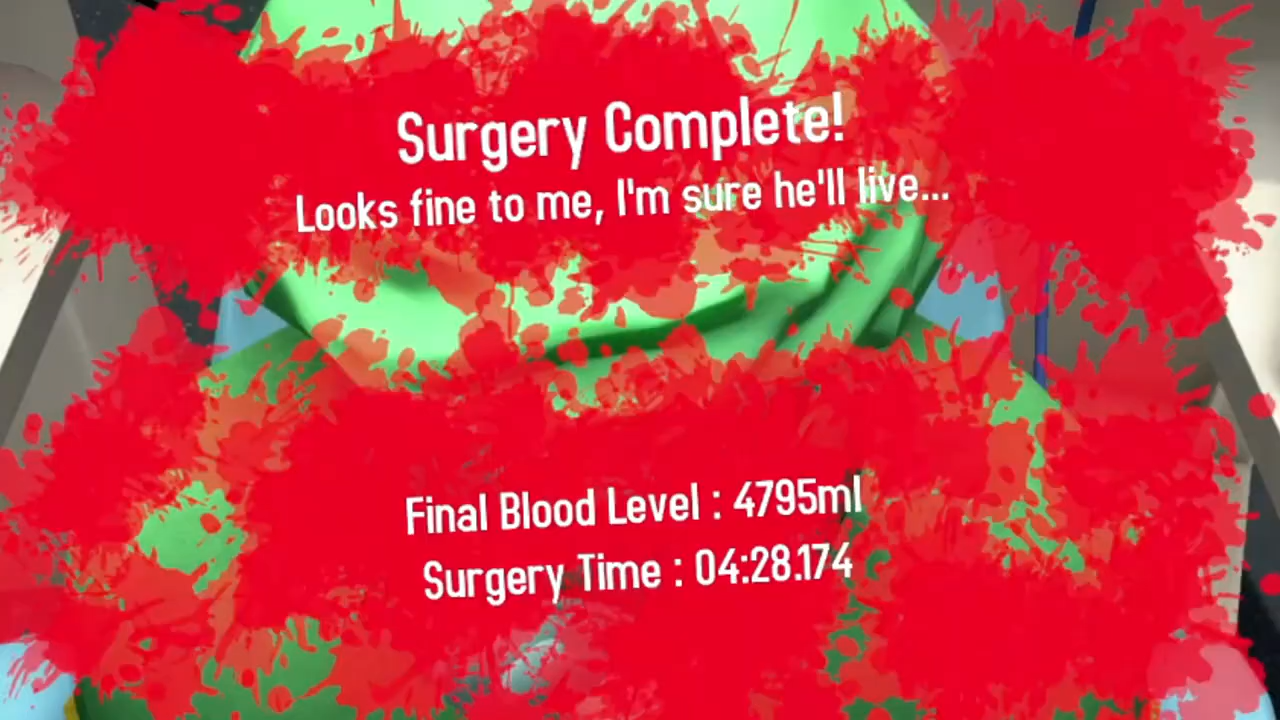 Surgery Complete!
Looks fine to me, I'm sure he'll live...
Final Blood Level : 4795ml
Surgery Time : 04:28.174